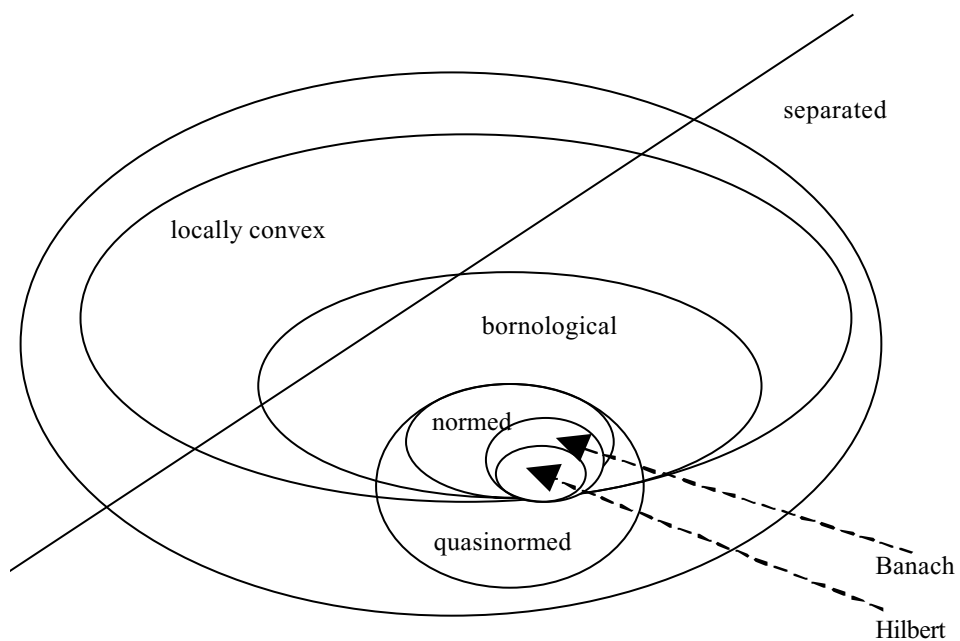 separated
locally convex
bornological
normed
quasinormed
Banach
Hilbert